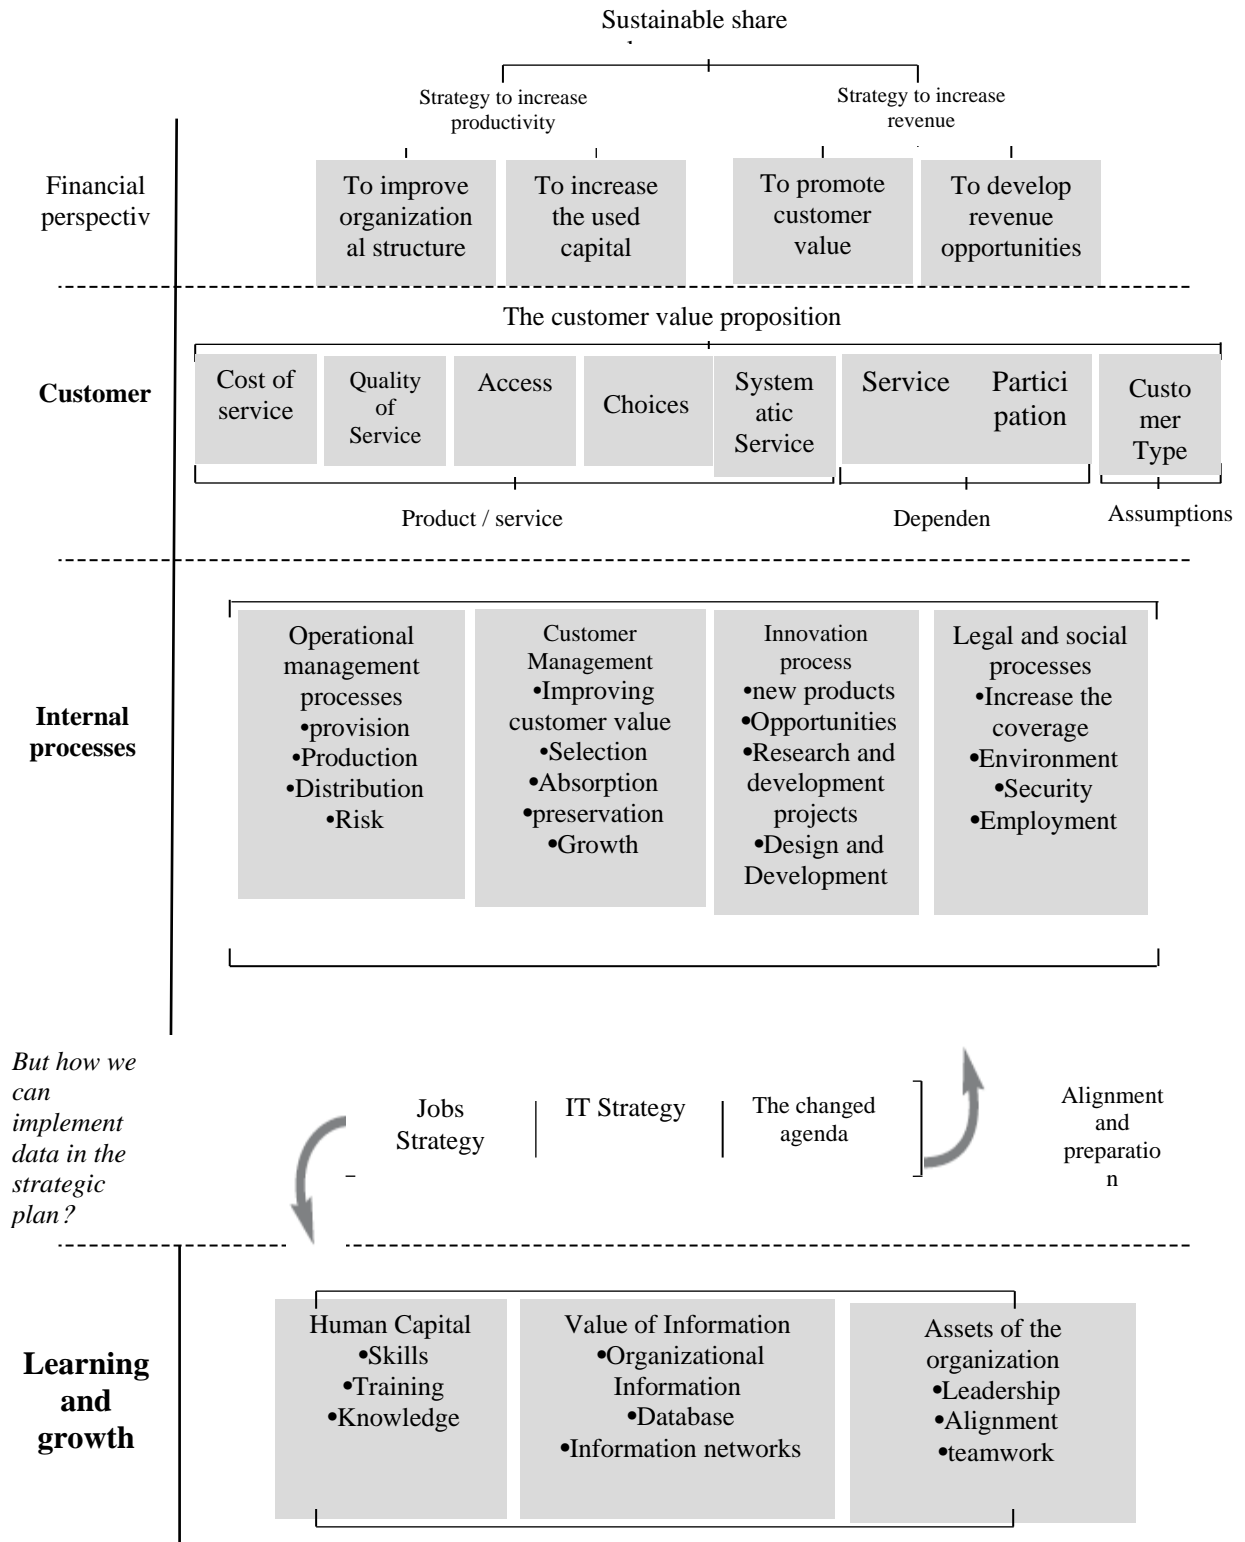 Sustainable share
Strategy to increase
productivity
Strategy to increase
revenue
Financial
perspectiv
To improve
organization
al structure
To increase
the used
capital
To promote
customer
value
To develop
revenue
opportunities
The customer value proposition
Customer
Cost of
service
Quality
of
Service
Access
Choices
System
atic
Service
Service
Partici
pation
Custo
mer
Type
Product / service
Dependen
Assumptions
Internal
processes
Operational
management
processes
•provision
•Production
•Distribution
•Risk
Customer
Management
•Improving
customer value
•Selection
•Absorption
•preservation
•Growth
Innovation
process
•new products
•Opportunities
•Research and
development
projects
•Design and
Development
Legal and social
processes
•Increase the
coverage
•Environment
•Security
•Employment
But how we
can
implement
data in the
strategic
plan?
Jobs
Strategy
IT Strategy
The changed
agenda
Alignment
and
preparatio
n
Learning
and
growth
Human Capital
•Skills
•Training
•Knowledge
Value of Information
•Organizational
Information
•Database
•Information networks
Assets of the
organization
•Leadership
•Alignment
•teamwork